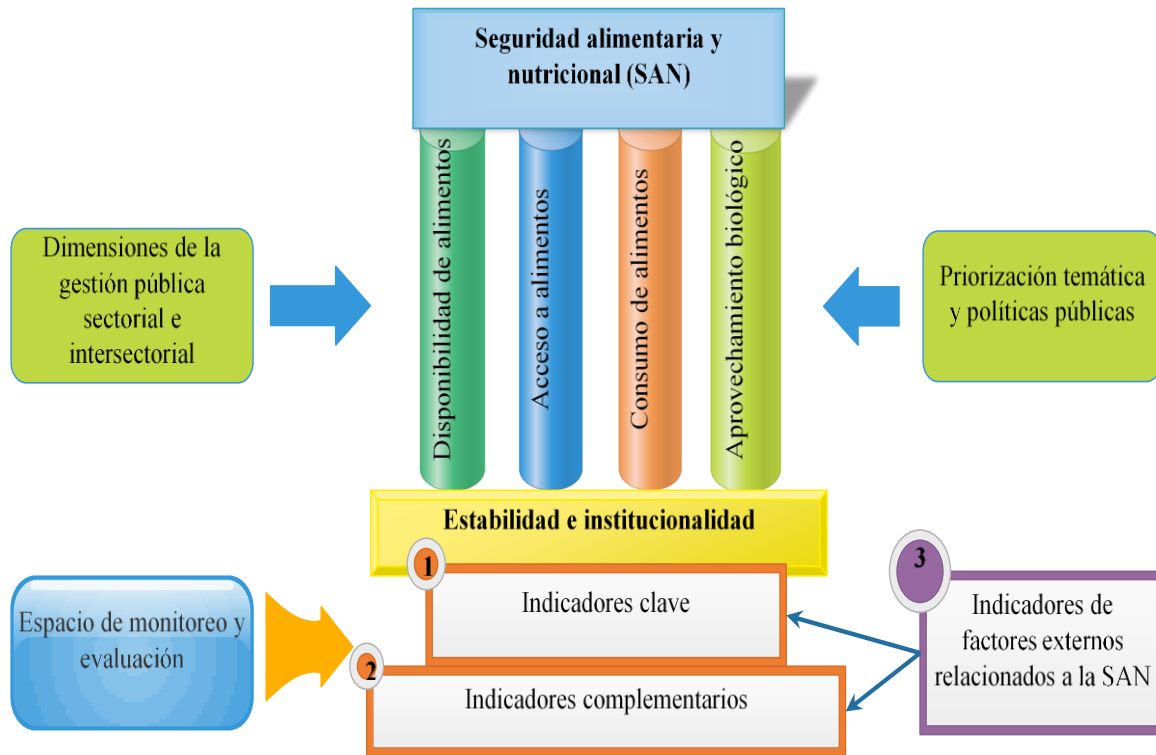 Seguridad alimentaria y
nutricional (SAN)
Disponibilidad de alimentos
Acceso a alimentos
Consumo de alimentos
Aprovechamiento biológico
Dimensiones de la
gestión pública
sectorial e
intersectorial
Priorización temática
y políticas públicas
Estabilidad e institucionalidad
1
Indicadores clave
2
Indicadores complementarios
3
Indicadores de
factores externos
relacionados a la SAN
Espacio de monitoreo y
evaluación